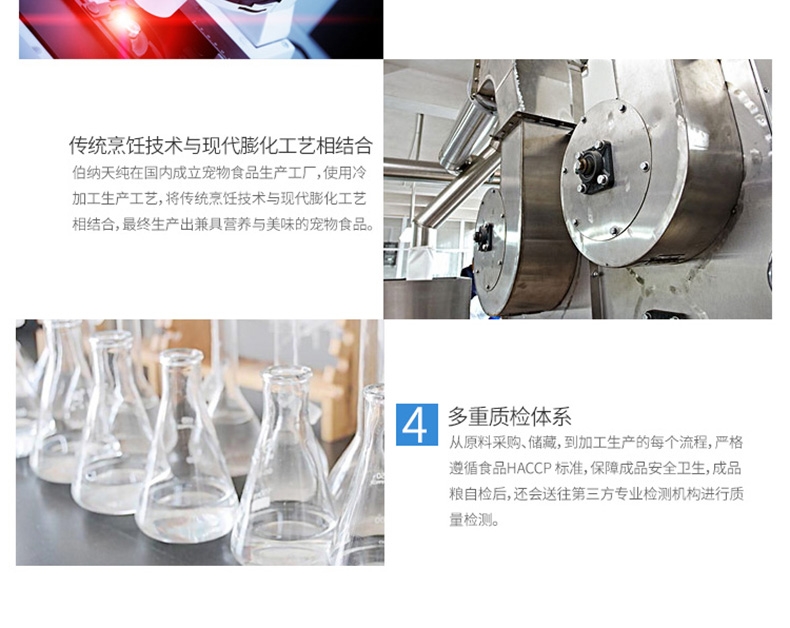 传统烹饪技术与现代膨化工艺相结合
伯纳天纯在国内成立宠物食品生产工厂,使用冷
加工生产工艺,将传统烹饪技术与现代膨化工艺
相结合,最终生产出兼具营养与美味的宠物食品。
4
多重质检体系
从原料采购、储藏,到加工生产的每个流程,严格
遵循食品HACCP 标准,保障成品安全卫生,成品
粮自检后,还会送往第三方专业检测机构进行质
量检测。